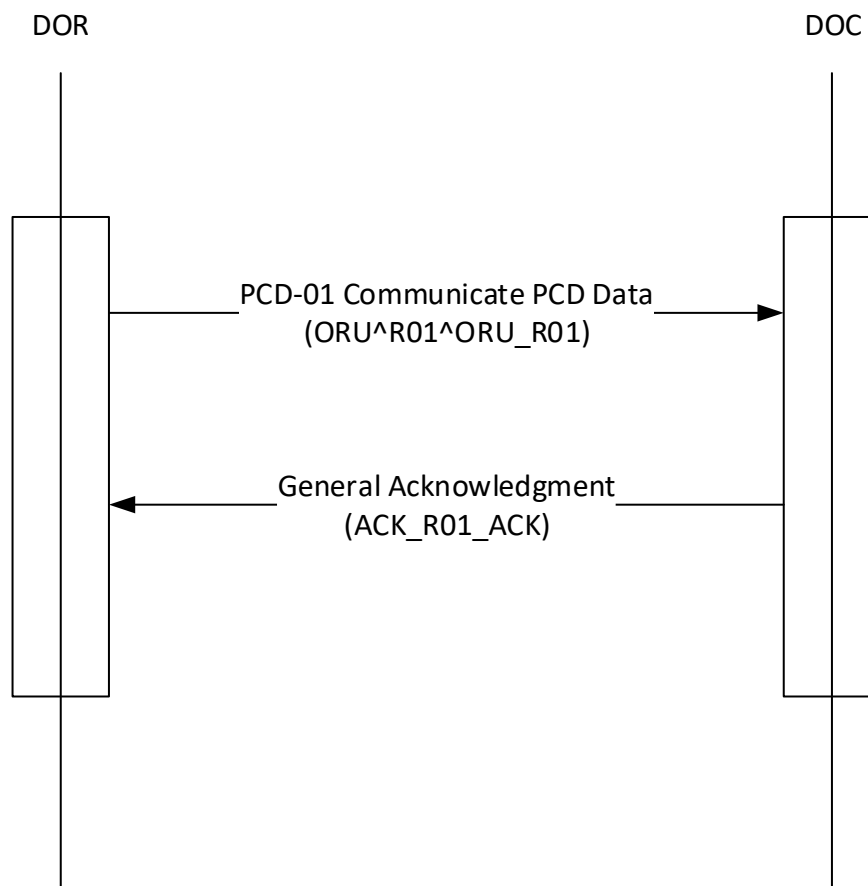 DOR
DOC
PCD-01 Communicate PCD Data
(ORU^R01^ORU_R01)
General Acknowledgment
(ACK_R01_ACK)